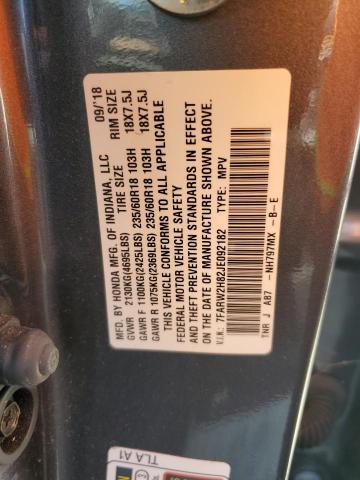 MFD. BY HONDA MFG. OF INDIANA, LLC 09/'18
TIRE SIZE RIM SIZE
GVWR 2130KG(4695LBS)
GAWR F 1100KG(2425LBS) 235/60R18 103H 18X7.5J
GAWR R 1075KG(2369LBS) 235/60R18 103H 18X7.5J
THIS VEHICLE CONFORMS TO ALL APPLICABLE
FEDERAL MOTOR VEHICLE SAFETY
AND THEFT PREVENTION STANDARDS IN EFFECT
ON THE DATE OF MANUFACTURE SHOWN ABOVE.
V.I.N.: 7FARW2H82JE092182 TYPE: MPV
TNR J A87 -NH797MX -B-E
TLA A1